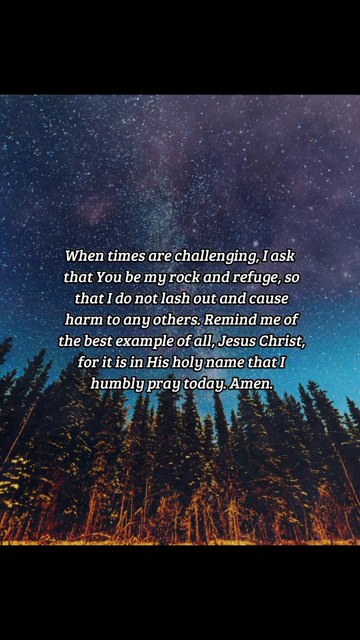 When times are challenging, I ask
that You be my rock and refuge, so
that I do not lash out and cause
harm to any others. Remind me of
the best example of all, Jesus Christ,
for it is in His holy name that I
humbly pray today. Amen.